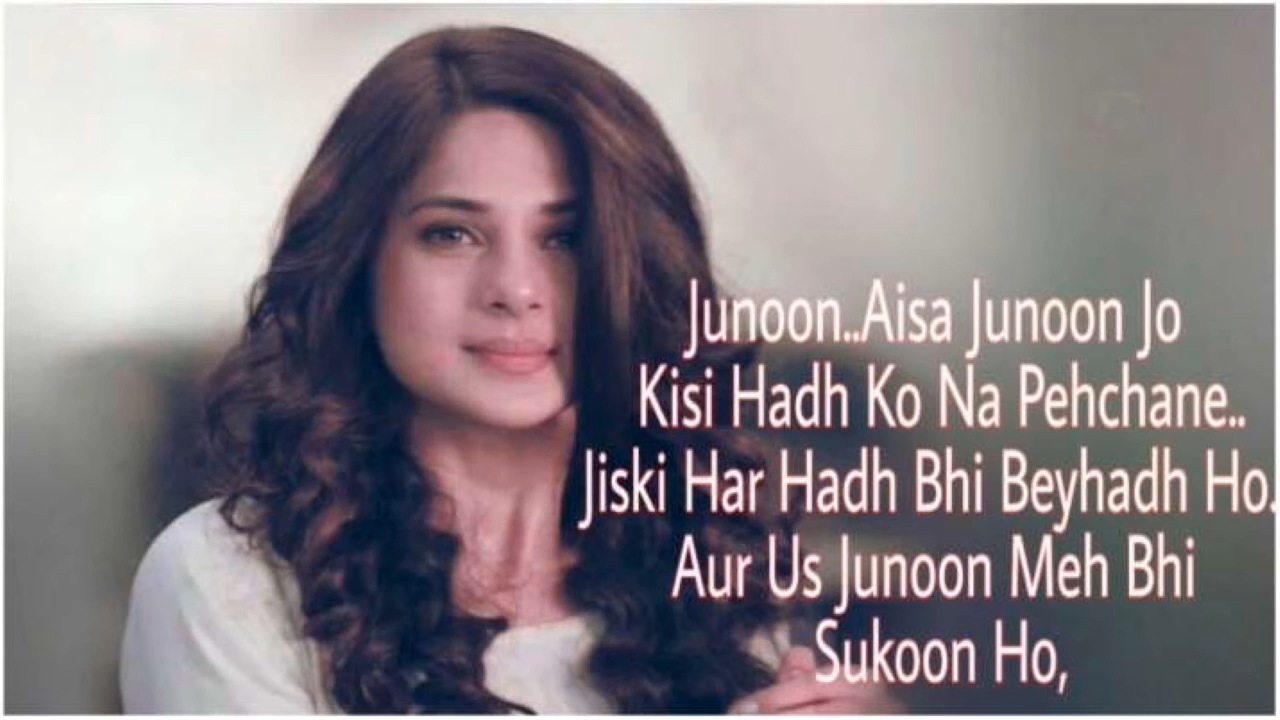 Junoon..Aisa Junoon Jo
Kisi Hadh Ko Na Pehchane..
Jiski Har Hadh Bhi Beyhadh Ho.
Aur Us Junoon Meh Bhi
Sukoon Ho,